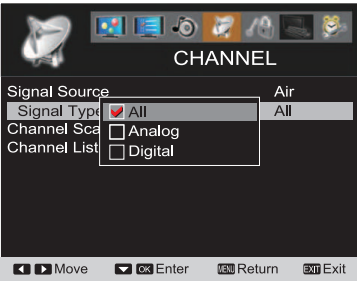 CHANNEL
Signal Source Air
Signal Type All
All
Analog
Channel Sca
Digital
Channel List
Move OK Enter MENU Return EXIT Exit